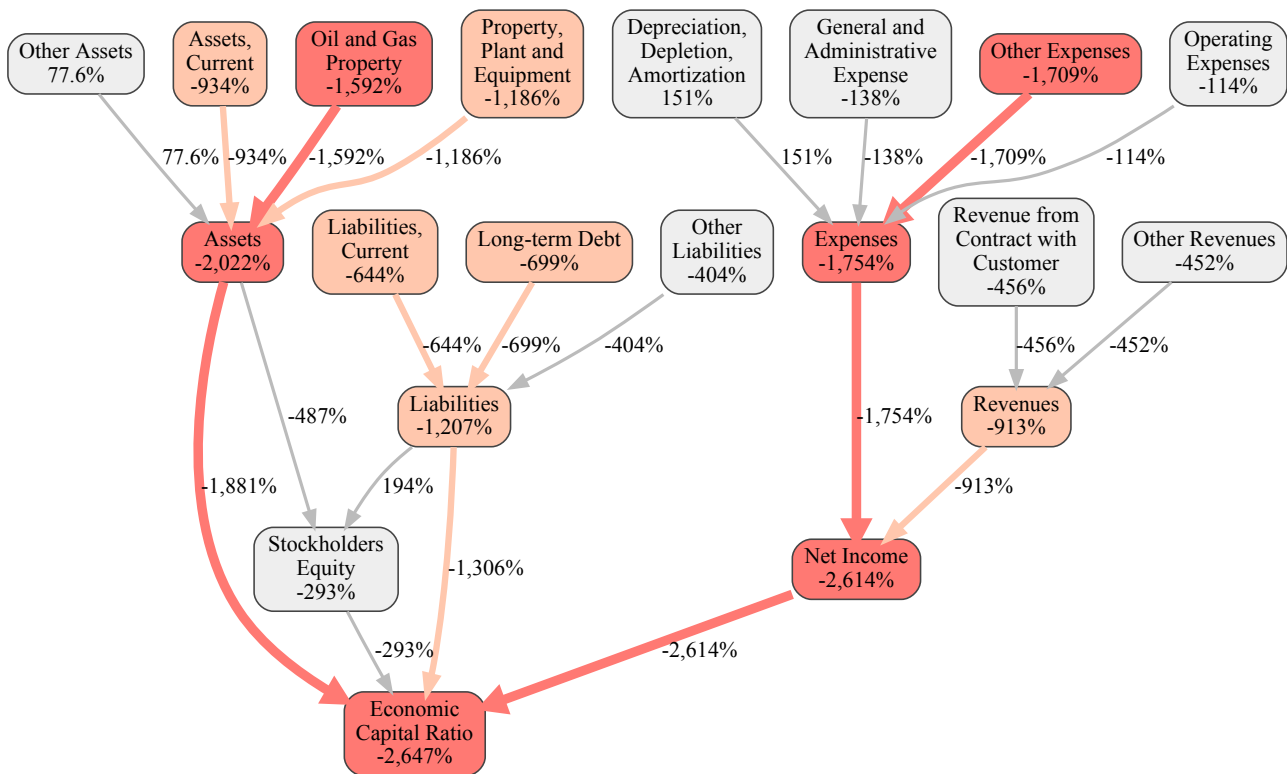 Other Assets
77.6%
Assets,
Current
-934%
Oil and Gas
Property
-1,592%
Property,
Plant and
Equipment
-1,186%
Depreciation,
Depletion,
Amortization
151%
General and
Administrative
Expense
-138%
Other Expenses
-1,709%
Operating
Expenses
-114%
77.6%
-934%
-1,592%
-1,186%
151%
-138%
-1,709%
-114%
Assets
-2,022%
Liabilities,
Current
-644%
Long-term Debt
-699%
Other
Liabilities
-404%
Expenses
-1,754%
Revenue from
Contract with
Customer
-456%
Other Revenues
-452%
-644%
-699%
-404%
-456%
-452%
-487%
Liabilities
-1,207%
-1,754%
Revenues
-913%
-1,881%
194%
-913%
Stockholders
Equity
-293%
-1,306%
Net Income
-2,614%
-293%
-2,614%
Economic
Capital Ratio
-2,647%